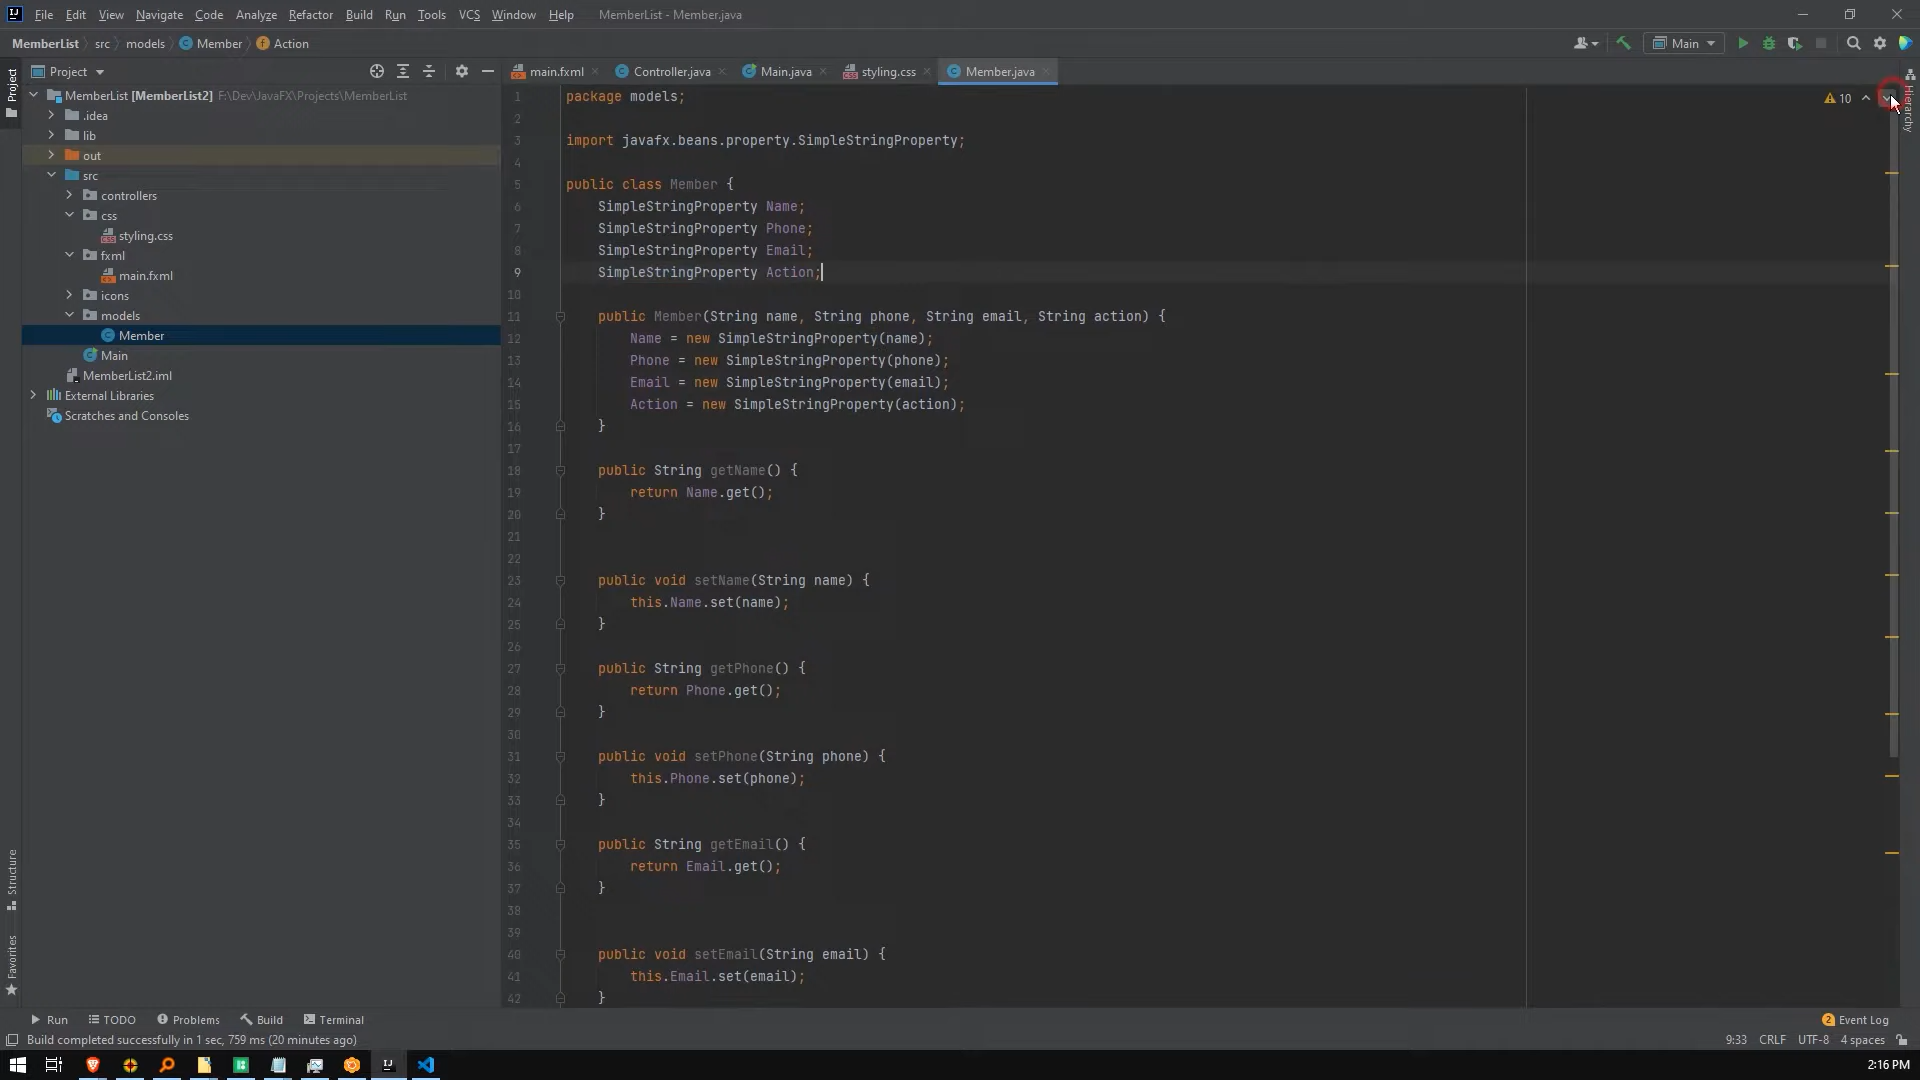 File Edit View Navigate Code Analyze Refactor Build Run Tools VCS Window Help MemberList - Member.java
MemberList src models Member Action
Main
Project
main.fxml Controller.java Main.java styling.css Member.java
MemberList [MemberList2] F:\Dev\JavaFX\Projects\MemberList
.idea
lib
out
src
controllers
css
styling.css
fxml
main.fxml
icons
models
Member
Main
MemberList2.iml
External Libraries
Scratches and Consoles
Project
Structure
Favorites
1 package models;
2
3 import javafx.beans.property.SimpleStringProperty;
4
5 public class Member {
6 SimpleStringProperty Name;
7 SimpleStringProperty Phone;
8 SimpleStringProperty Email;
9 SimpleStringProperty Action;
10
11 public Member(String name, String phone, String email, String action) {
12 Name = new SimpleStringProperty(name);
13 Phone = new SimpleStringProperty(phone);
14 Email = new SimpleStringProperty(email);
15 Action = new SimpleStringProperty(action);
16 }
17
18 public String getName() {
19 return Name.get();
20 }
21
22
23 public void setName(String name) {
24 this.Name.set(name);
25 }
26
27 public String getPhone() {
28 return Phone.get();
29 }
30
31 public void setPhone(String phone) {
32 this.Phone.set(phone);
33 }
34
35 public String getEmail() {
36 return Email.get();
37 }
38
39
40 public void setEmail(String email) {
41 this.Email.set(email);
42 }
10
Hierarchy
Run TODO Problems Build Terminal
2 Event Log
Build completed successfully in 1 sec, 759 ms (20 minutes ago)
9:33 CRLF UTF-8 4 spaces
2:16 PM